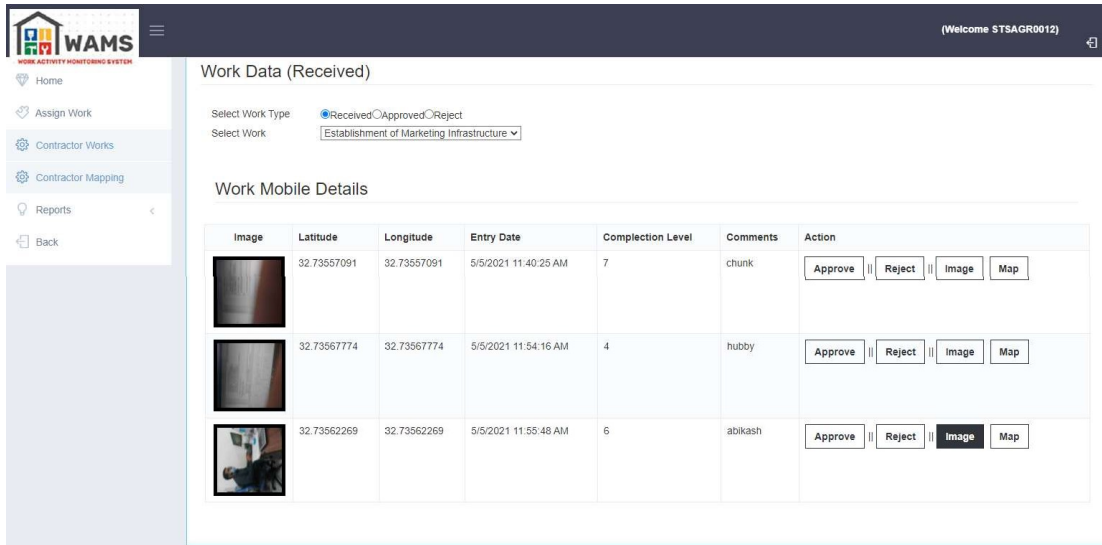 WAMS
WORK ACTIVITY MONITORING SYSTEM
(Welcome STSAGR0012)
Home
Assign Work
Contractor Works
Contractor Mapping
Reports
Back
Work Data (Received)
Select Work Type Received Approved Reject
Select Work Establishment of Marketing Infrastructure
Work Mobile Details
Image Latitude Longitude Entry Date Complection Level Comments Action
32.73557091 32.73557091 5/5/2021 11:40:25 AM 7 chunk Approve || Reject || Image Map
32.73567774 32.73567774 5/5/2021 11:54:16 AM 4 hubby Approve || Reject || Image Map
32.73562269 32.73562269 5/5/2021 11:55:48 AM 6 abikash Approve || Reject || Image Map